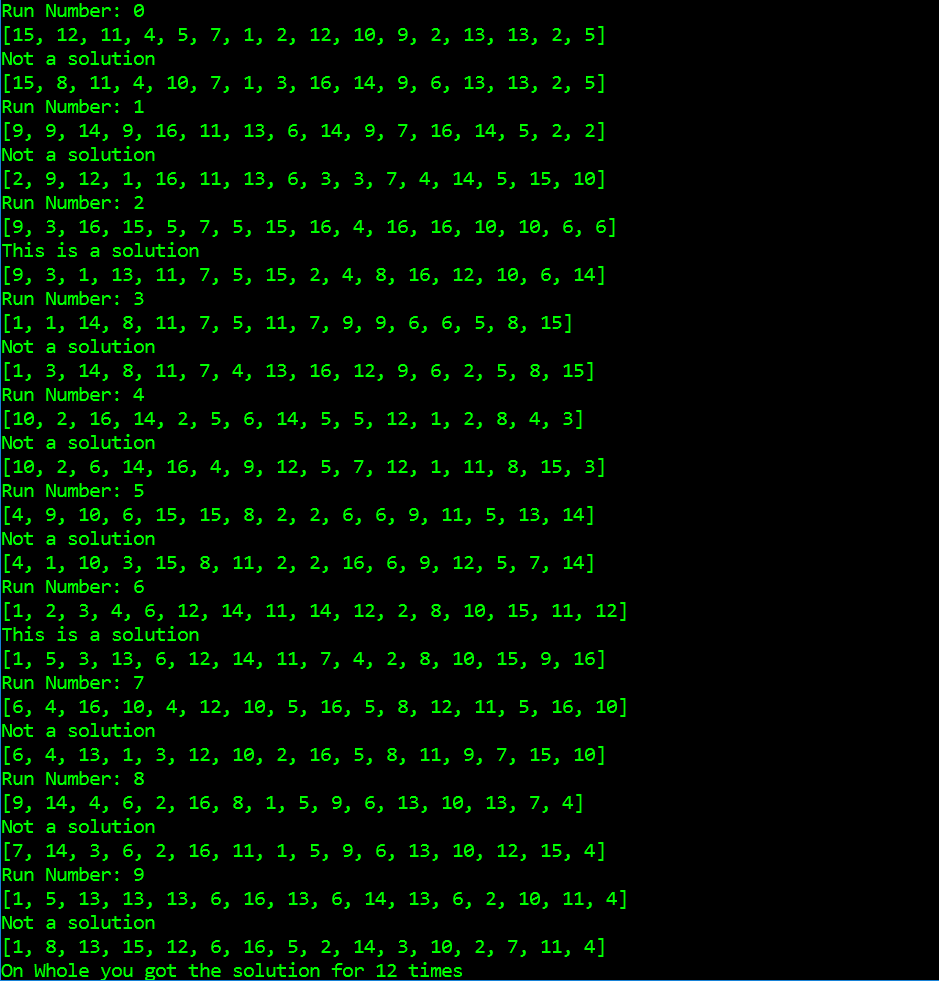 Run Number: 0
[15, 12, 11, 4, 5, 7, 1, 2, 12, 10, 9, 2, 13, 13, 2, 5]
Not a solution
[15, 8, 11, 4, 10, 7, 1, 3, 16, 14, 9, 6, 13, 13, 2, 5]
Run Number: 1
[9, 9, 14, 9, 16, 11, 13, 6, 14, 9, 7, 16, 14, 5, 2, 2]
Not a solution
[2, 9, 12, 1, 16, 11, 13, 6, 3, 3, 7, 4, 14, 5, 15, 10]
Run Number: 2
[9, 3, 16, 15, 5, 7, 5, 15, 16, 4, 16, 16, 10, 10, 6, 6]
This is a solution
[9, 3, 1, 13, 11, 7, 5, 15, 2, 4, 8, 16, 12, 10, 6, 14]
Run Number: 3
[1, 1, 14, 8, 11, 7, 5, 11, 7, 9, 9, 6, 6, 5, 8, 15]
Not a solution
[1, 3, 14, 8, 11, 7, 4, 13, 16, 12, 9, 6, 2, 5, 8, 15]
Run Number: 4
[10, 2, 16, 14, 2, 5, 6, 14, 5, 5, 12, 1, 2, 8, 4, 3]
Not a solution
[10, 2, 6, 14, 16, 4, 9, 12, 5, 7, 12, 1, 11, 8, 15, 3]
Run Number: 5
[4, 9, 10, 6, 15, 15, 8, 2, 2, 6, 6, 9, 11, 5, 13, 14]
Not a solution
[4, 1, 10, 3, 15, 8, 11, 2, 2, 16, 6, 9, 12, 5, 7, 14]
Run Number: 6
[1, 2, 3, 4, 6, 12, 14, 11, 14, 12, 2, 8, 10, 15, 11, 12]
This is a solution
[1, 5, 3, 13, 6, 12, 14, 11, 7, 4, 2, 8, 10, 15, 9, 16]
Run Number: 7
[6, 4, 16, 10, 4, 12, 10, 5, 16, 5, 8, 12, 11, 5, 16, 10]
Not a solution
[6, 4, 13, 1, 3, 12, 10, 2, 16, 5, 8, 11, 9, 7, 15, 10]
Run Number: 8
[9, 14, 4, 6, 2, 16, 8, 1, 5, 9, 6, 13, 10, 13, 7, 4]
Not a solution
[7, 14, 3, 6, 2, 16, 11, 1, 5, 9, 6, 13, 10, 12, 15, 4]
Run Number: 9
[1, 5, 13, 13, 13, 6, 16, 13, 6, 14, 13, 6, 2, 10, 11, 4]
Not a solution
[1, 8, 13, 15, 12, 6, 16, 5, 2, 14, 3, 10, 2, 7, 11, 4]
On Whole you got the solution for 12 times